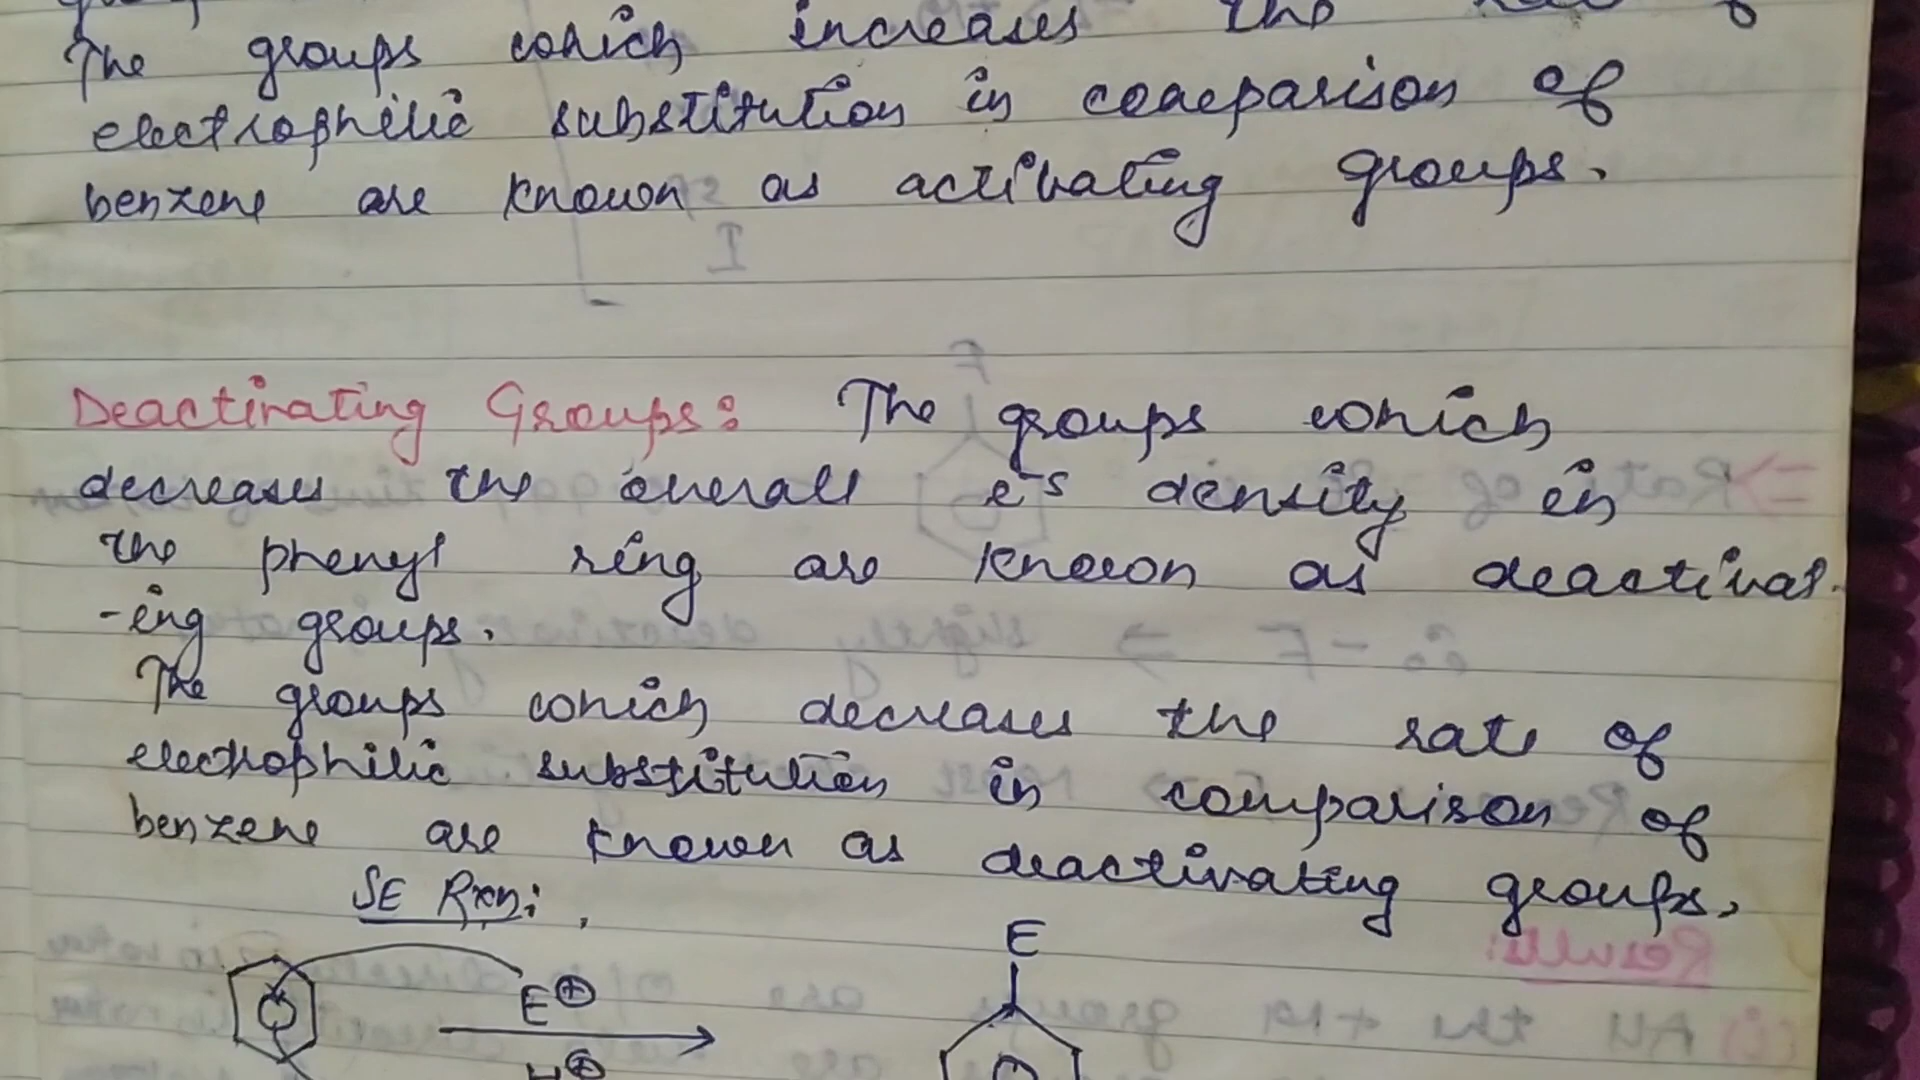 The groups which increases the rate of
electrophilic substitution in comparison of
benzene are known as activating groups.
Deactivating Groups: The groups which
decreases the overall e⁻s density in
the phenyl ring are known as deactivat-
-ing groups.
The groups which decreases the rate of
electrophilic substitution in comparison of
benzene are known as deactivating groups.
SE Rxn:
E
E⊕
H⊕